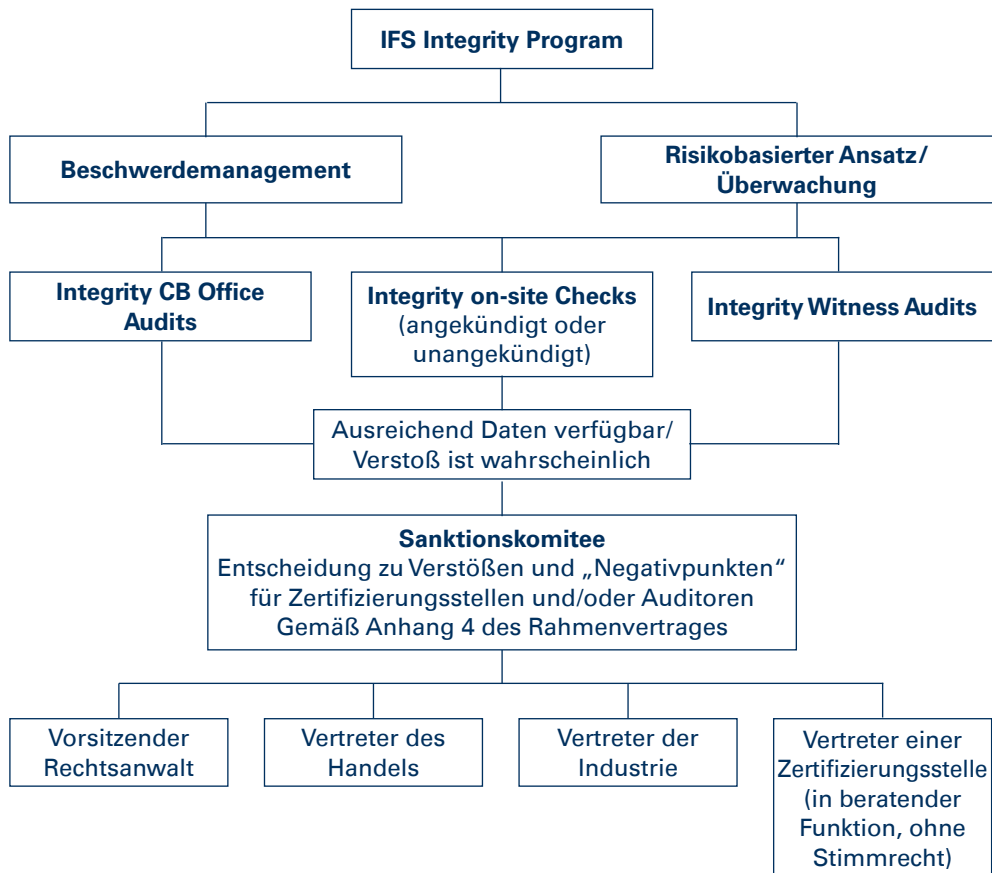 IFS Integrity Program
Beschwerdemanagement
Risikobasierter Ansatz/
Überwachung
Integrity CB Office
Audits
Integrity on-site Checks
(angekündigt oder
unangekündigt)
Integrity Witness Audits
Ausreichend Daten verfügbar/
Verstoß ist wahrscheinlich
Sanktionskomitee
Entscheidung zu Verstößen und „Negativpunkten“
für Zertifizierungsstellen und/oder Auditoren
Gemäß Anhang 4 des Rahmenvertrages
Vorsitzender
Rechtsanwalt
Vertreter des
Handels
Vertreter der
Industrie
Vertreter einer
Zertifizierungsstelle
(in beratender
Funktion, ohne
Stimmrecht)